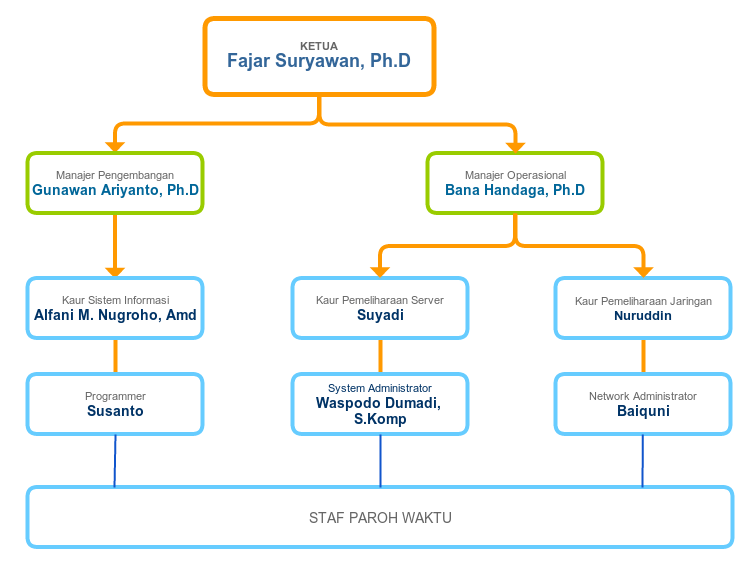 KETUA
Fajar Suryawan, Ph.D
Manajer Pengembangan
Gunawan Ariyanto, Ph.D
Manajer Operasional
Bana Handaga, Ph.D
Kaur Sistem Informasi
Alfani M. Nugroho, Amd
Kaur Pemeliharaan Server
Suyadi
Kaur Pemeliharaan Jaringan
Nuruddin
Programmer
Susanto
System Administrator
Waspodo Dumadi,
S.Komp
Network Administrator
Baiquni
STAF PAROH WAKTU